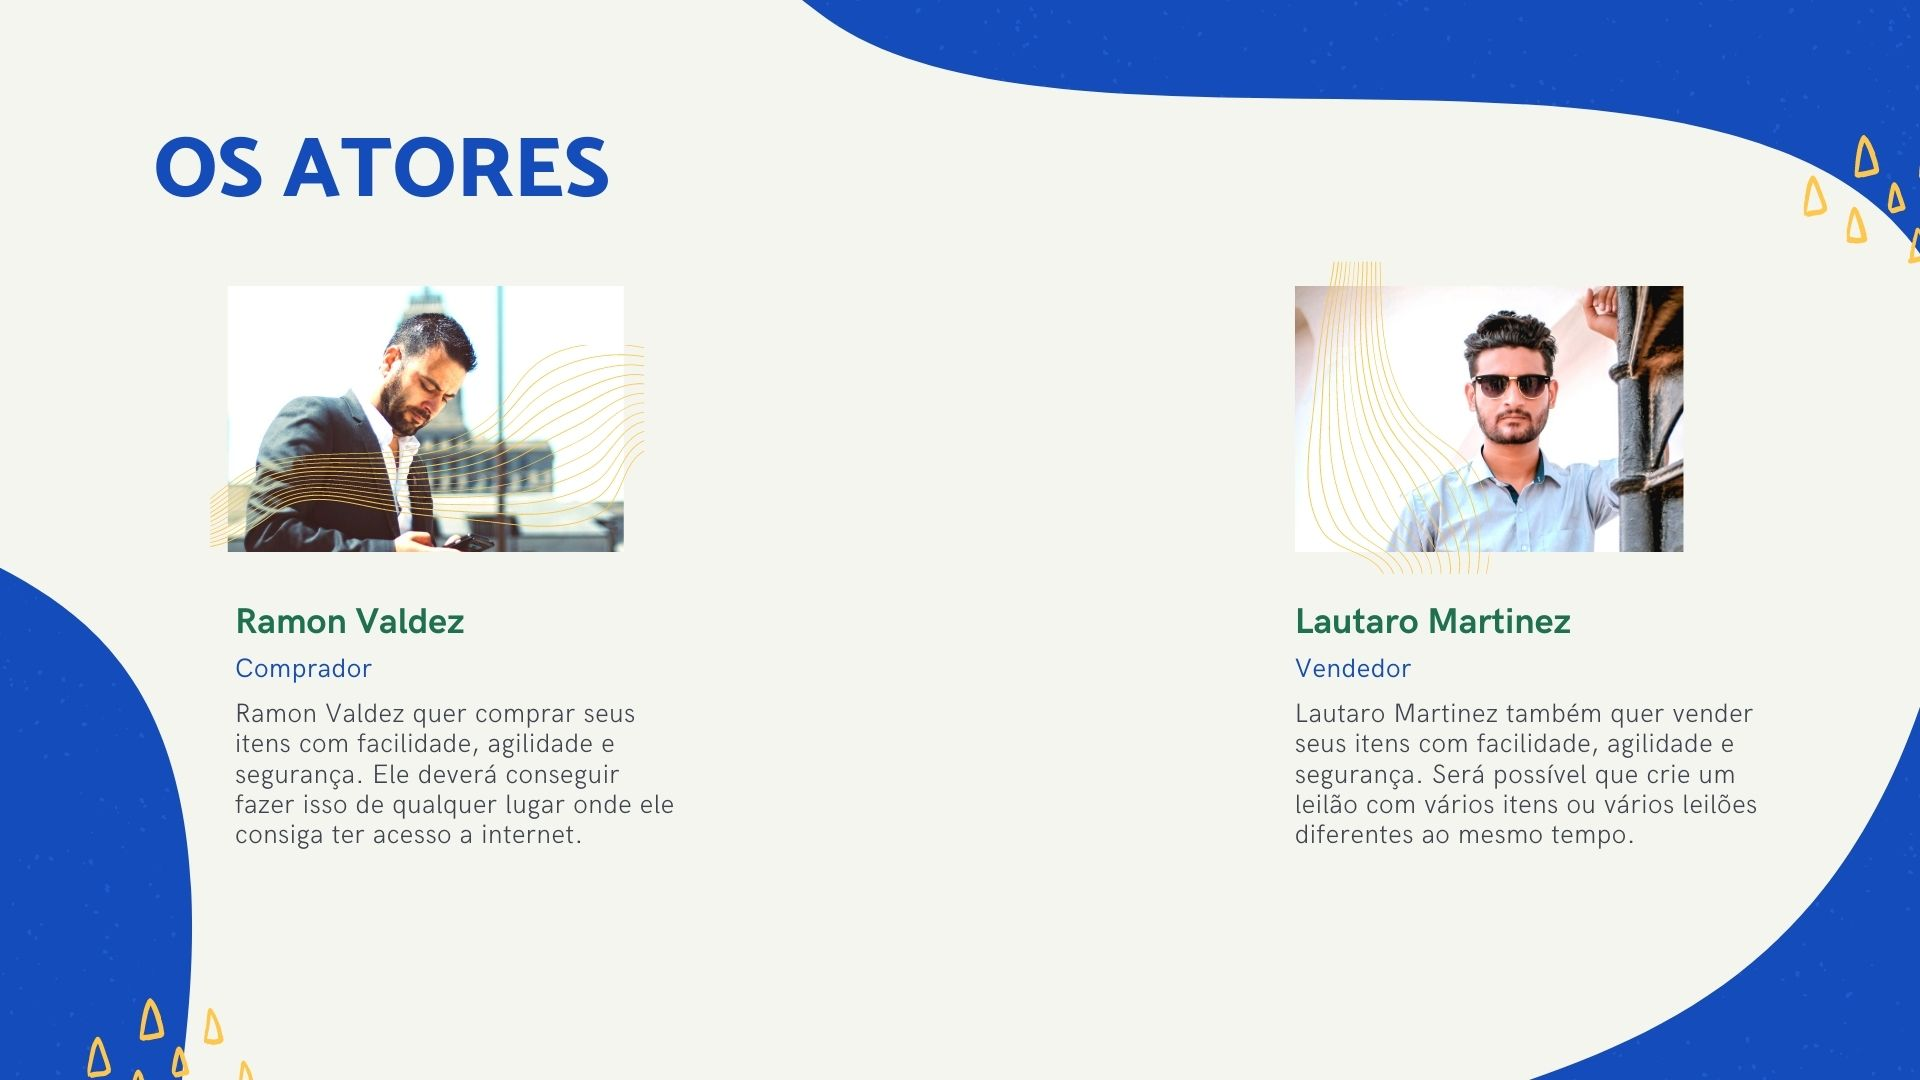 OS ATORES
Ramon Valdez
Comprador
Ramon Valdez quer comprar seus
itens com facilidade, agilidade e
segurança. Ele deverá conseguir
fazer isso de qualquer lugar onde ele
consiga ter acesso a internet.
Lautaro Martinez
Vendedor
Lautaro Martinez também quer vender
seus itens com facilidade, agilidade e
segurança. Será possível que crie um
leilão com vários itens ou vários leilões
diferentes ao mesmo tempo.